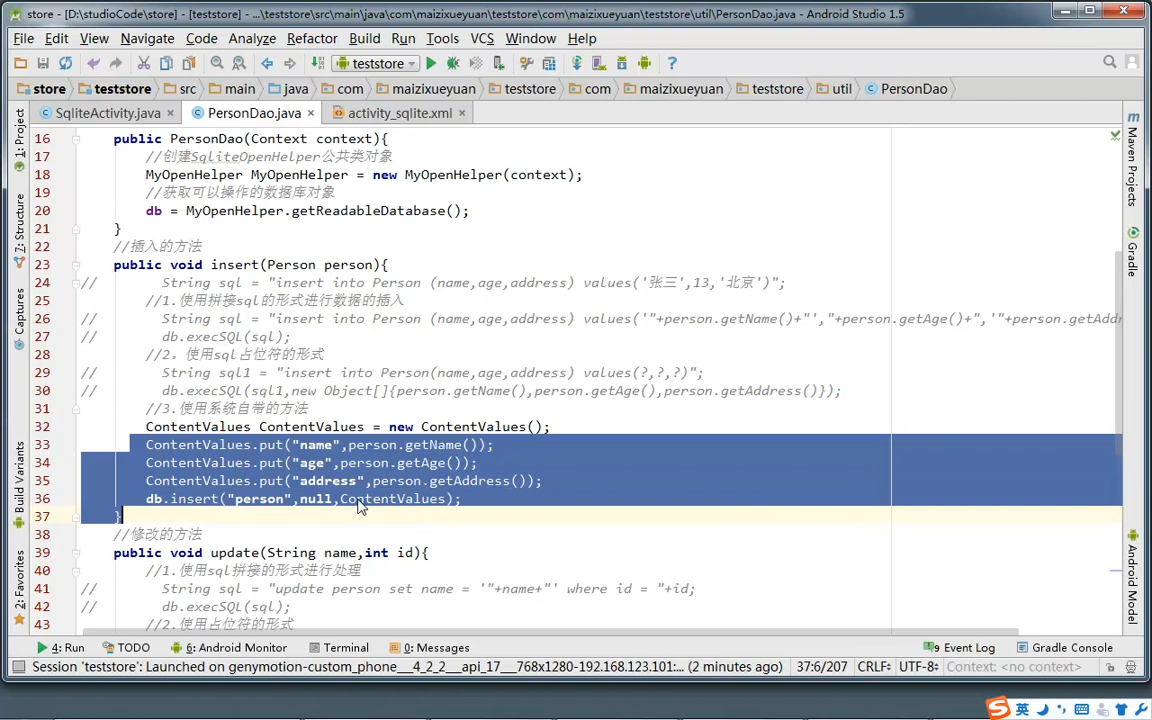 store - [D:\studioCode\store] - [teststore] - ...\teststore\src\main\java\com\maizixueyuan\teststore\com\maizixueyuan\teststore\util\PersonDao.java - Android Studio 1.5
File Edit View Navigate Code Analyze Refactor Build Run Tools VCS Window Help
teststore
store teststore src main java com maizixueyuan teststore com maizixueyuan teststore util PersonDao
SqliteActivity.java PersonDao.java activity_sqlite.xml
16 public PersonDao(Context context){
17 //创建SqliteOpenHelper公共类对象
18 MyOpenHelper MyOpenHelper = new MyOpenHelper(context);
19 //获取可以操作的数据库对象
20 db = MyOpenHelper.getReadableDatabase();
21 }
22 //插入的方法
23 public void insert(Person person){
24 // String sql = "insert into Person (name,age,address) values('张三',13,'北京')";
25 //1.使用拼接sql的形式进行数据的插入
26 // String sql = "insert into Person (name,age,address) values('"+person.getName()+"',"+person.getAge()+",'"+person.getAddr
27 // db.execSQL(sql);
28 //2。使用sql占位符的形式
29 // String sql1 = "insert into Person (name,age,address) values(?,?,?)";
30 // db.execSQL(sql1,new Object[]{person.getName(),person.getAge(),person.getAddress()});
31 //3.使用系统自带的方法
32 ContentValues ContentValues = new ContentValues();
33 ContentValues.put("name",person.getName());
34 ContentValues.put("age",person.getAge());
35 ContentValues.put("address",person.getAddress());
36 db.insert("person",null,ContentValues);
37 }
38 //修改的方法
39 public void update(String name,int id){
40 //1.使用sql拼接的形式进行处理
41 // String sql = "update person set name = '"+name+"' where id = "+id;
42 // db.execSQL(sql);
43 //2.使用占位符的形式
1: Project
7: Structure
Captures
Build Variants
2: Favorites
Maven Projects
Gradle
Android Model
4: Run TODO 6: Android Monitor Terminal 0: Messages 9 Event Log Gradle Console
Session 'teststore': Launched on genymotion-custom_phone___4_2_2__api_17__768x1280-192.168.123.101:... (2 minutes ago) 37:6/207 CRLF UTF-8 Context: <no context>
英